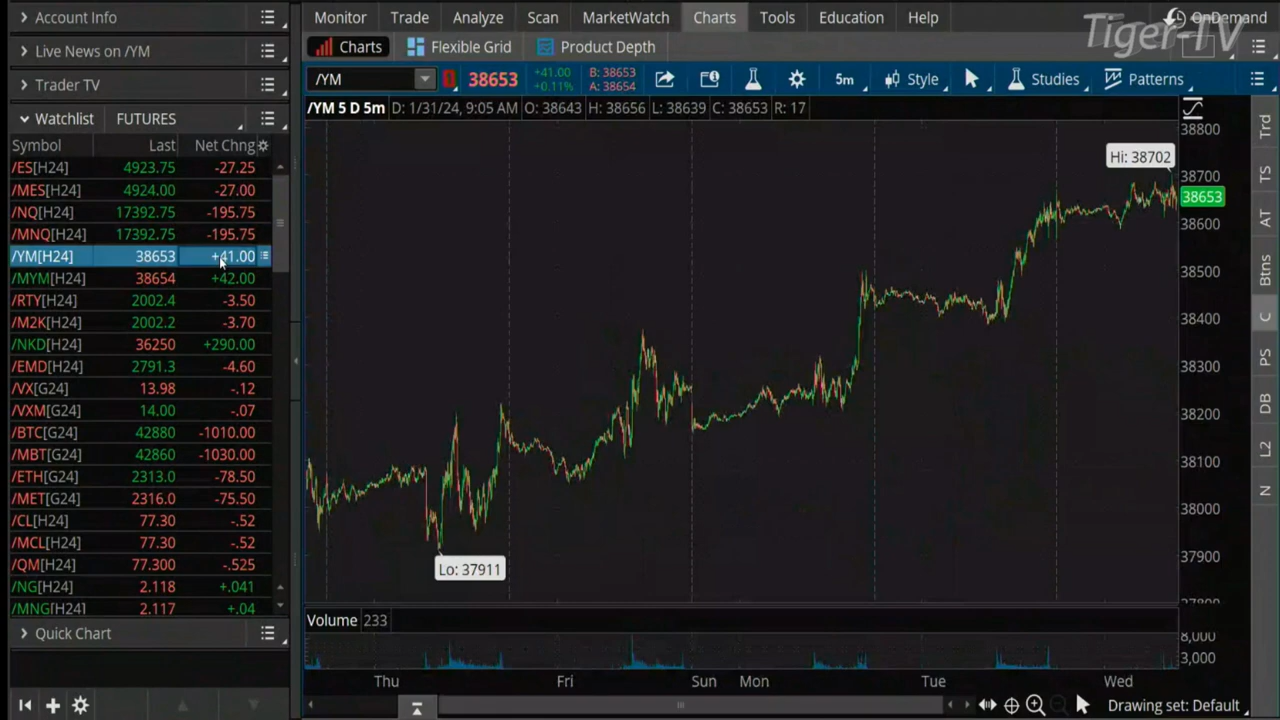 Account Info
Live News on /YM
Trader TV
Watchlist FUTURES
Symbol Last Net Chng
/ES[H24] 4923.75 -27.25
/MES[H24] 4924.00 -27.00
/NQ[H24] 17392.75 -195.75
/MNQ[H24] 17392.75 -195.75
/YM[H24] 38653 +41.00
/MYM[H24] 38654 +42.00
/RTY[H24] 2002.4 -3.50
/M2K[H24] 2002.2 -3.70
/NKD[H24] 36250 +290.00
/EMD[H24] 2791.3 -4.60
/VX[G24] 13.98 -.12
/VXM[G24] 14.00 -.07
/BTC[G24] 42880 -1010.00
/MBT[G24] 42860 -1030.00
/ETH[G24] 2313.0 -78.50
/MET[G24] 2316.0 -75.50
/CL[H24] 77.30 -.52
/MCL[H24] 77.30 -.52
/QM[H24] 77.300 -.525
/NG[H24] 2.118 +.041
/MNG[H24] 2.117 +.04
Quick Chart
Monitor Trade Analyze Scan MarketWatch Charts Tools Education Help OnDemand
Tiger-TV
Charts Flexible Grid Product Depth
/YM 38653 +41.00 +0.11% B: 38653 A: 38654 5m Style Studies Patterns
/YM 5 D 5m D: 1/31/24, 9:05 AM O: 38643 H: 38656 L: 38639 C: 38653 R: 17
38800
Hi: 38702
38700
38653
38600
38500
38400
38300
38200
38100
38000
37900
Lo: 37911
37800
Volume 233
8,000
3,000
Thu Fri Sun Mon Tue Wed
Drawing set: Default
Trd
TS
AT
Btns
C
PS
DB
L2
N